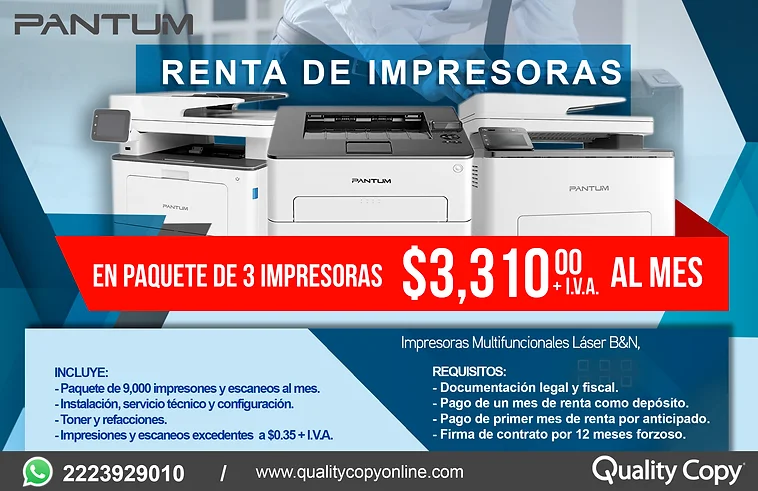 PANTUM
RENTA DE IMPRESORAS
PANTUM
PANTUM
PANTUM
EN PAQUETE DE 3 IMPRESORAS $3,310.00 + I.V.A. AL MES
Impresoras Multifuncionales Láser B&N,
INCLUYE:
- Paquete de 9,000 impresones y escaneos al mes.
- Instalación, servicio técnico y configuración.
- Toner y refacciones.
- Impresiones y escaneos excedentes a $0.35 + I.V.A.
REQUISITOS:
- Documentación legal y fiscal.
- Pago de un mes de renta como depósito.
- Pago de primer mes de renta por anticipado.
- Firma de contrato por 12 meses forzoso.
2223929010 / www.qualitycopyonline.com
Quality Copy®